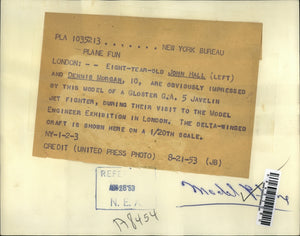 PLA 1035213 ....... NEW YORK BUREAU
PLANE FUN
LONDON: -- EIGHT-YEAR-OLD JOHN HALL (LEFT)
AND DENNIS MORGAN, 10, ARE OBVIOUSLY IMPRESSED
BY THIS MODEL OF A GLOSTER G.A. 5 JAVELIN
JET FIGHTER, DURING THEIR VISIT TO THE MODEL
ENGINEER EXHIBITION IN LONDON. THE DELTA-WINGED
CRAFT IS SHOWN HERE ON A 1/20TH SCALE.
NY-1-2-3
CREDIT (UNITED PRESS PHOTO) 8-21-53 (JB)
REFE
N. E. A.
A8454
Model